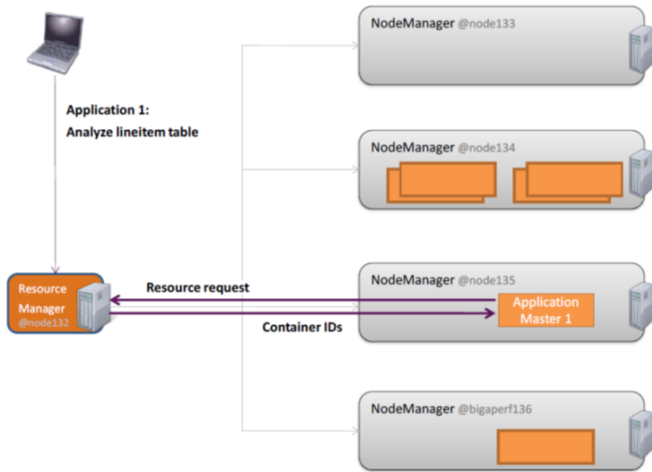 NodeManager @node133
Application 1:
Analyze lineitem table
NodeManager @node134
NodeManager @node135
Resource
Manager
@node132
Resource request
Container IDs
Application
Master 1
NodeManager @bigaperf136